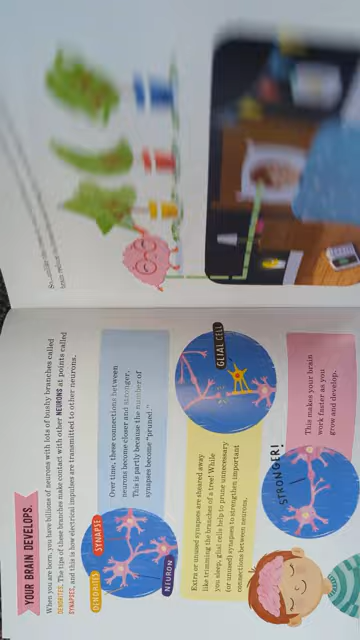 YOUR BRAIN DEVELOPS.
When you are born, you have billions of neurons with lots of bushy branches called
DENDRITES. The tips of these branches make contact with other NEURONS at points called
SYNAPSES, and this is how electrical impulses are transmitted to other neurons.
DENDRITES
SYNAPSE
NEURON
Over time, these connections between
neurons become closer and stronger.
This is partly because the number of
synapses become "pruned."
Extra or unused synapses are sheared away
like trimming the branches of a tree! While
you sleep, glial cells help to prune unnecessary
(or unused) synapses to strengthen important
connections between neurons.
GLIAL CELL
STRONGER!
This makes your brain
work faster as you
grow and develop.